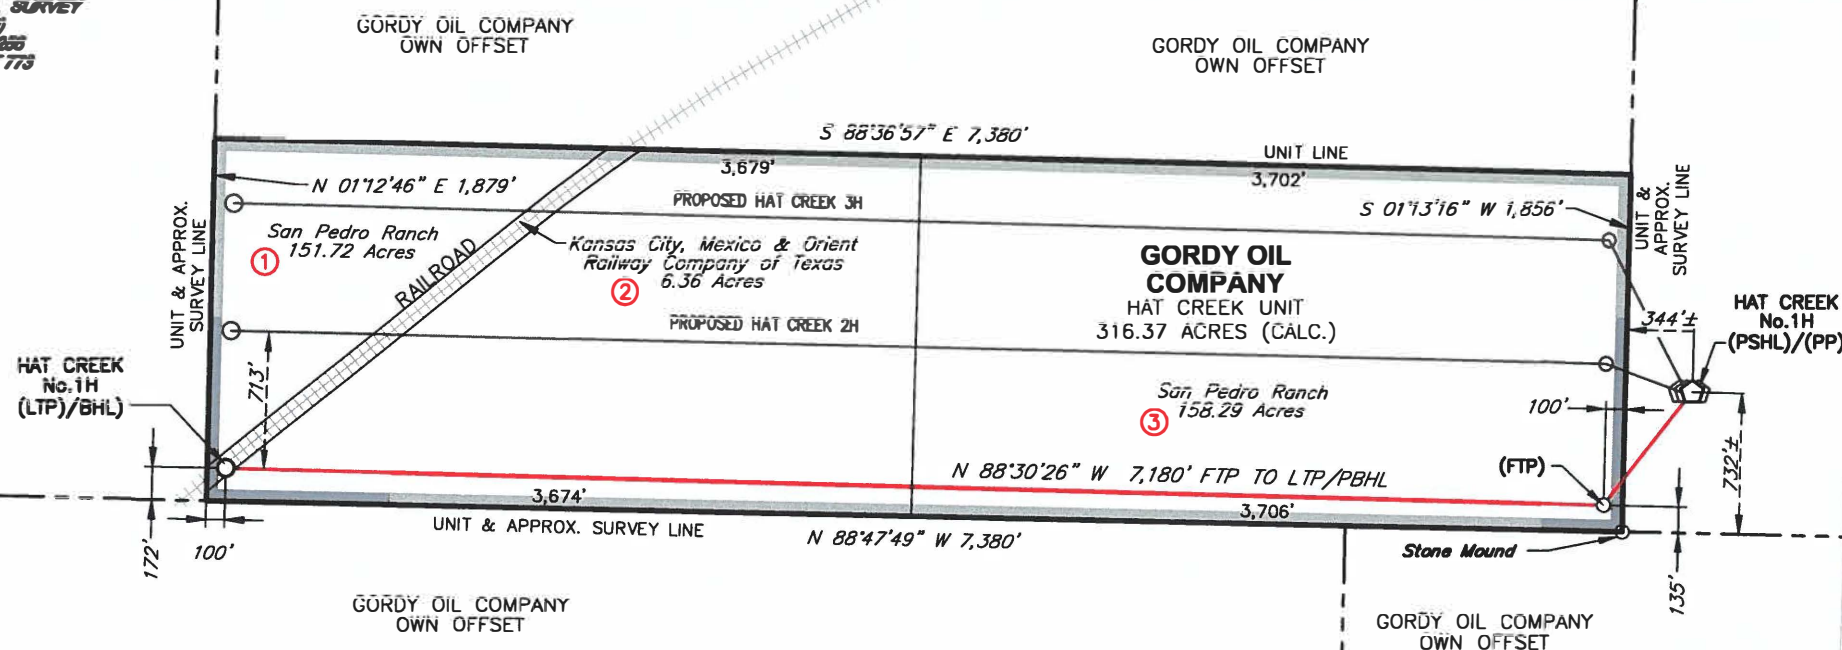 SURVEY
GORDY OIL COMPANY
OWN OFFSET
GORDY OIL COMPANY
OWN OFFSET
S 88°36'57" E 7,380'
UNIT LINE
3,679'
3,702'
N 01°12'46" E 1,879'
PROPOSED HAT CREEK 3H
S 01°13'16" W 1,856'
UNIT & APPROX.
SURVEY LINE
UNIT &
APPROX.
SURVEY LINE
San Pedro Ranch
151.72 Acres
1
RAILROAD
Kansas City, Mexico & Orient
Railway Company of Texas
6.36 Acres
2
GORDY OIL
COMPANY
HAT CREEK UNIT
316.37 ACRES (CALC.)
PROPOSED HAT CREEK 2H
344'±
HAT CREEK
No.1H
(PSHL)/(PP)
HAT CREEK
No.1H
(LTP)/BHL)
713'
San Pedro Ranch
158.29 Acres
3
100'
(FTP)
732'±
N 88°30'26" W 7,180' FTP TO LTP/PBHL
3,674'
3,706'
UNIT & APPROX. SURVEY LINE
N 88°47'49" W 7,380'
Stone Mound
172'
100'
135'
GORDY OIL COMPANY
OWN OFFSET
GORDY OIL COMPANY
OWN OFFSET